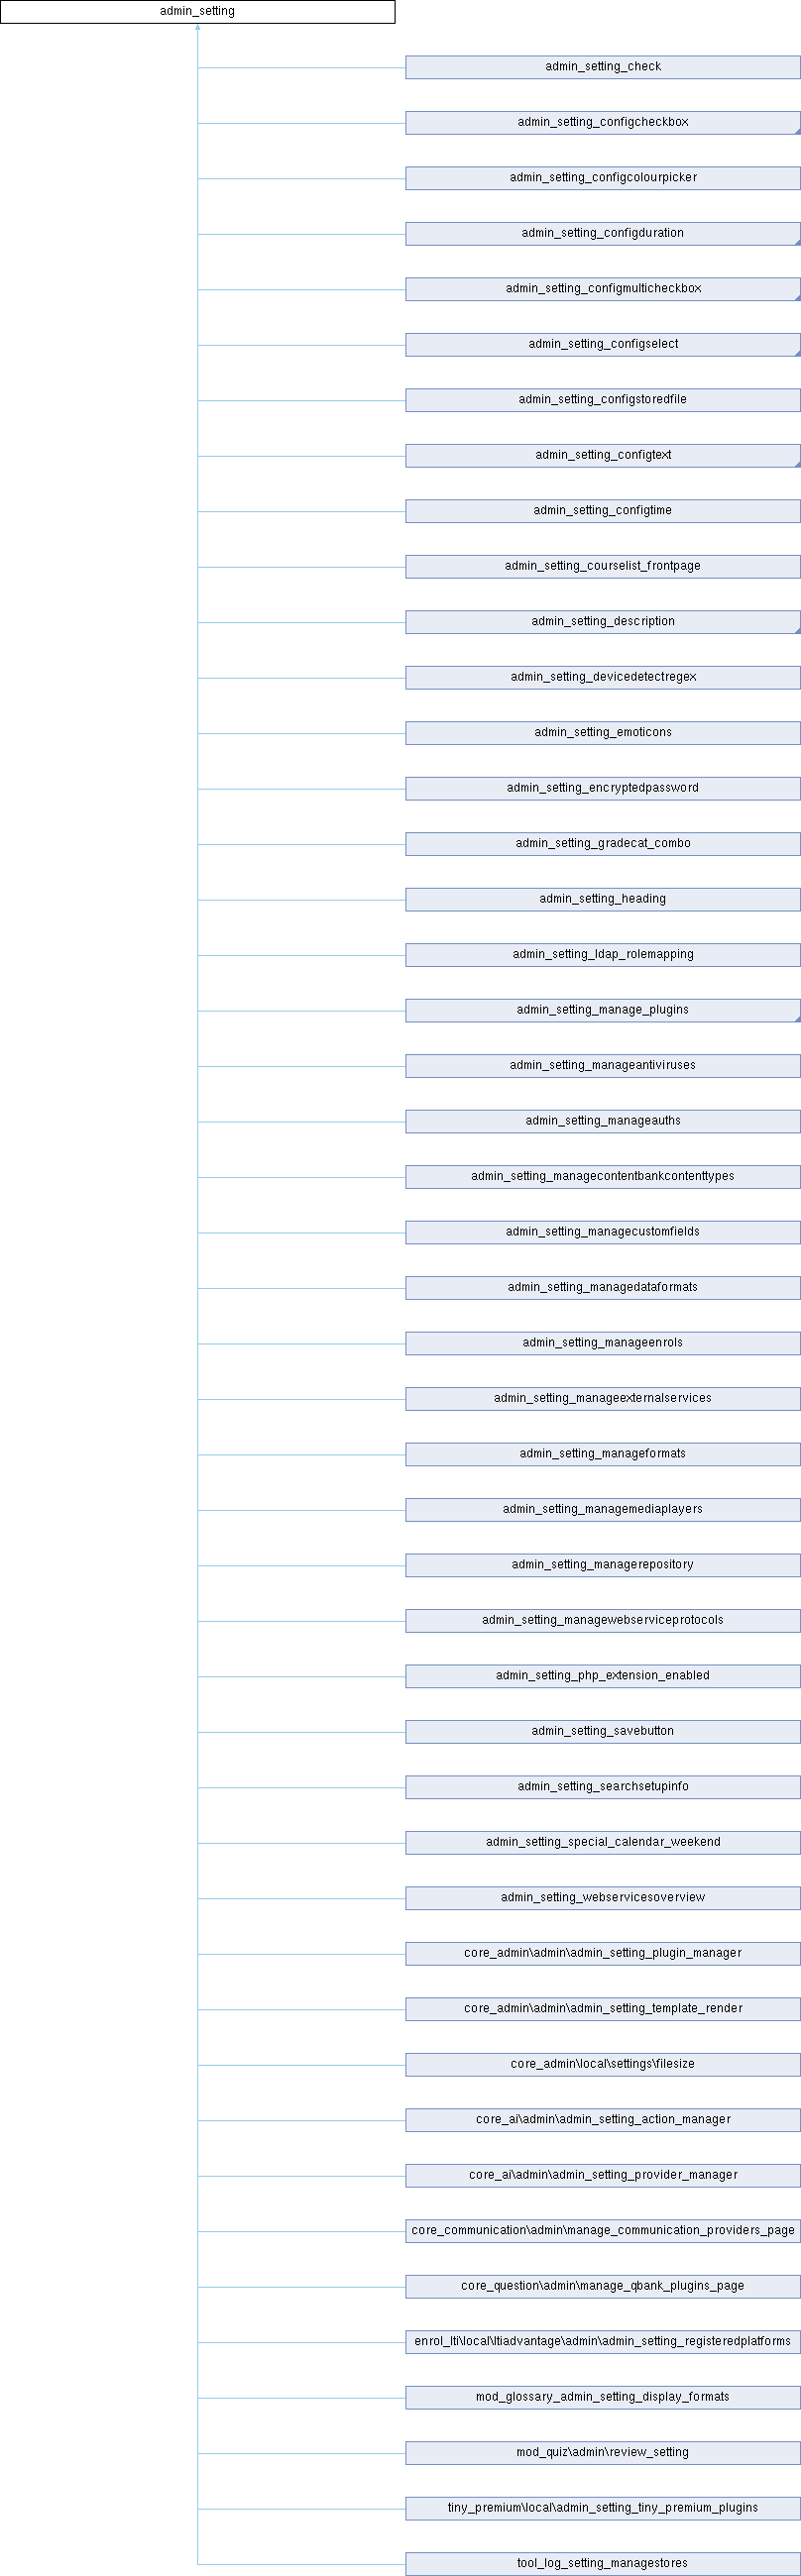 admin_setting
admin_setting_check
admin_setting_configcheckbox
admin_setting_configcolourpicker
admin_setting_configduration
admin_setting_configmulticheckbox
admin_setting_configselect
admin_setting_configstoredfile
admin_setting_configtext
admin_setting_configtime
admin_setting_courselist_frontpage
admin_setting_description
admin_setting_devicedetectregex
admin_setting_emoticons
admin_setting_encryptedpassword
admin_setting_gradecat_combo
admin_setting_heading
admin_setting_ldap_rolemapping
admin_setting_manage_plugins
admin_setting_manageantiviruses
admin_setting_manageauths
admin_setting_managecontentbankcontenttypes
admin_setting_managecustomfields
admin_setting_managedataformats
admin_setting_manageenrols
admin_setting_manageexternalservices
admin_setting_manageformats
admin_setting_managemediaplayers
admin_setting_managerepository
admin_setting_managewebserviceprotocols
admin_setting_php_extension_enabled
admin_setting_savebutton
admin_setting_searchsetupinfo
admin_setting_special_calendar_weekend
admin_setting_webservicesoverview
core_admin\admin\admin_setting_plugin_manager
core_admin\admin\admin_setting_template_render
core_admin\local\settings\filesize
core_ai\admin\admin_setting_action_manager
core_ai\admin\admin_setting_provider_manager
core_communication\admin\manage_communication_providers_page
core_question\admin\manage_qbank_plugins_page
enrol_lti\local\ltiadvantage\admin\admin_setting_registeredplatforms
mod_glossary_admin_setting_display_formats
mod_quiz\admin\review_setting
tiny_premium\local\admin_setting_tiny_premium_plugins
tool_log_setting_managestores